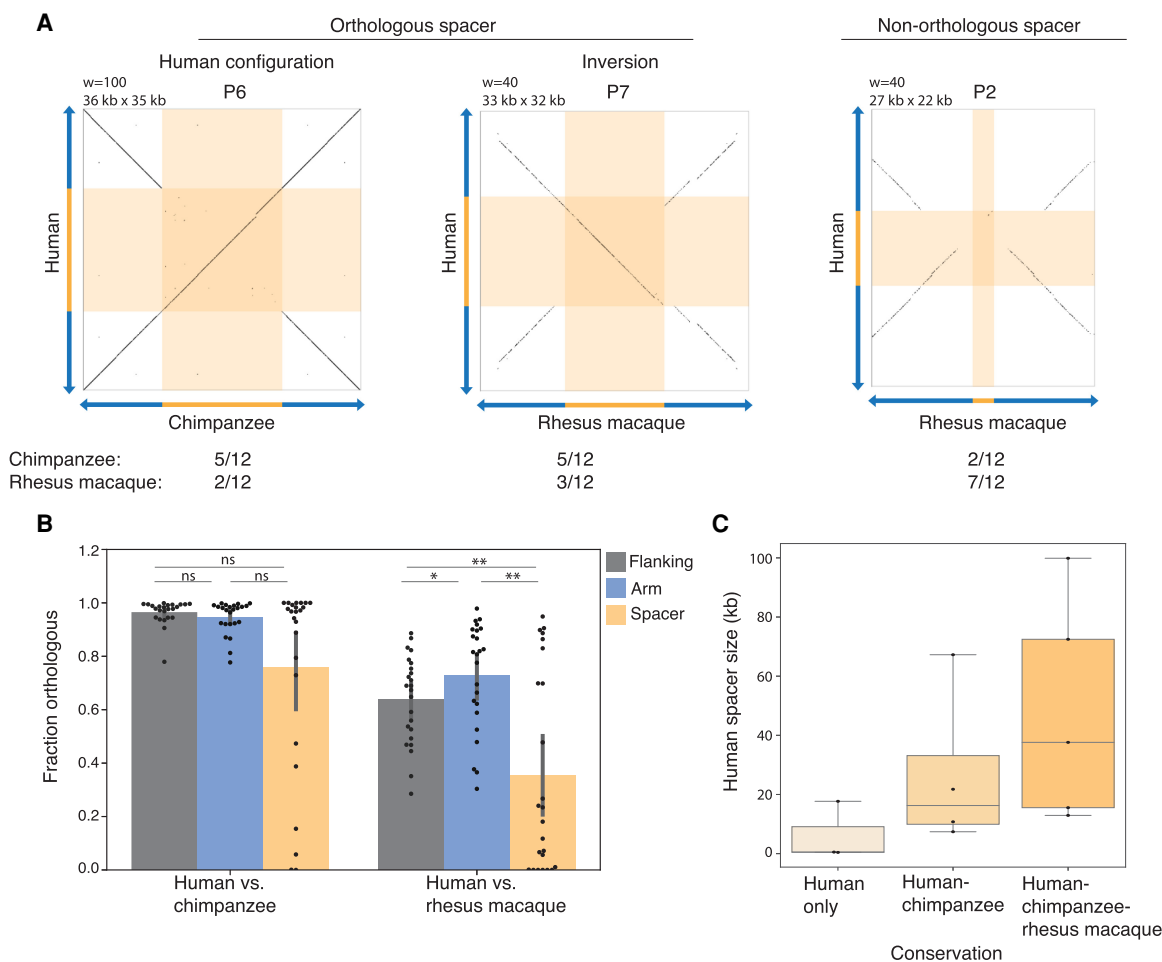 A
Orthologous spacer
Non-orthologous spacer
Human configuration
Inversion
w=100
36 kb x 35 kb
P6
w=40
33 kb x 32 kb
P7
w=40
27 kb x 22 kb
P2
Human
Human
Human
Chimpanzee
Rhesus macaque
Rhesus macaque
Chimpanzee: 5/12 5/12 2/12
Rhesus macaque: 2/12 3/12 7/12
B
Fraction orthologous
1.2
1.0
0.8
0.6
0.4
0.2
0.0
ns
ns
ns
**
*
**
Flanking
Arm
Spacer
Human vs.
chimpanzee
Human vs.
rhesus macaque
C
Human spacer size (kb)
100
80
60
40
20
0
Human
only
Human-
chimpanzee
Human-
chimpanzee-
rhesus macaque
Conservation